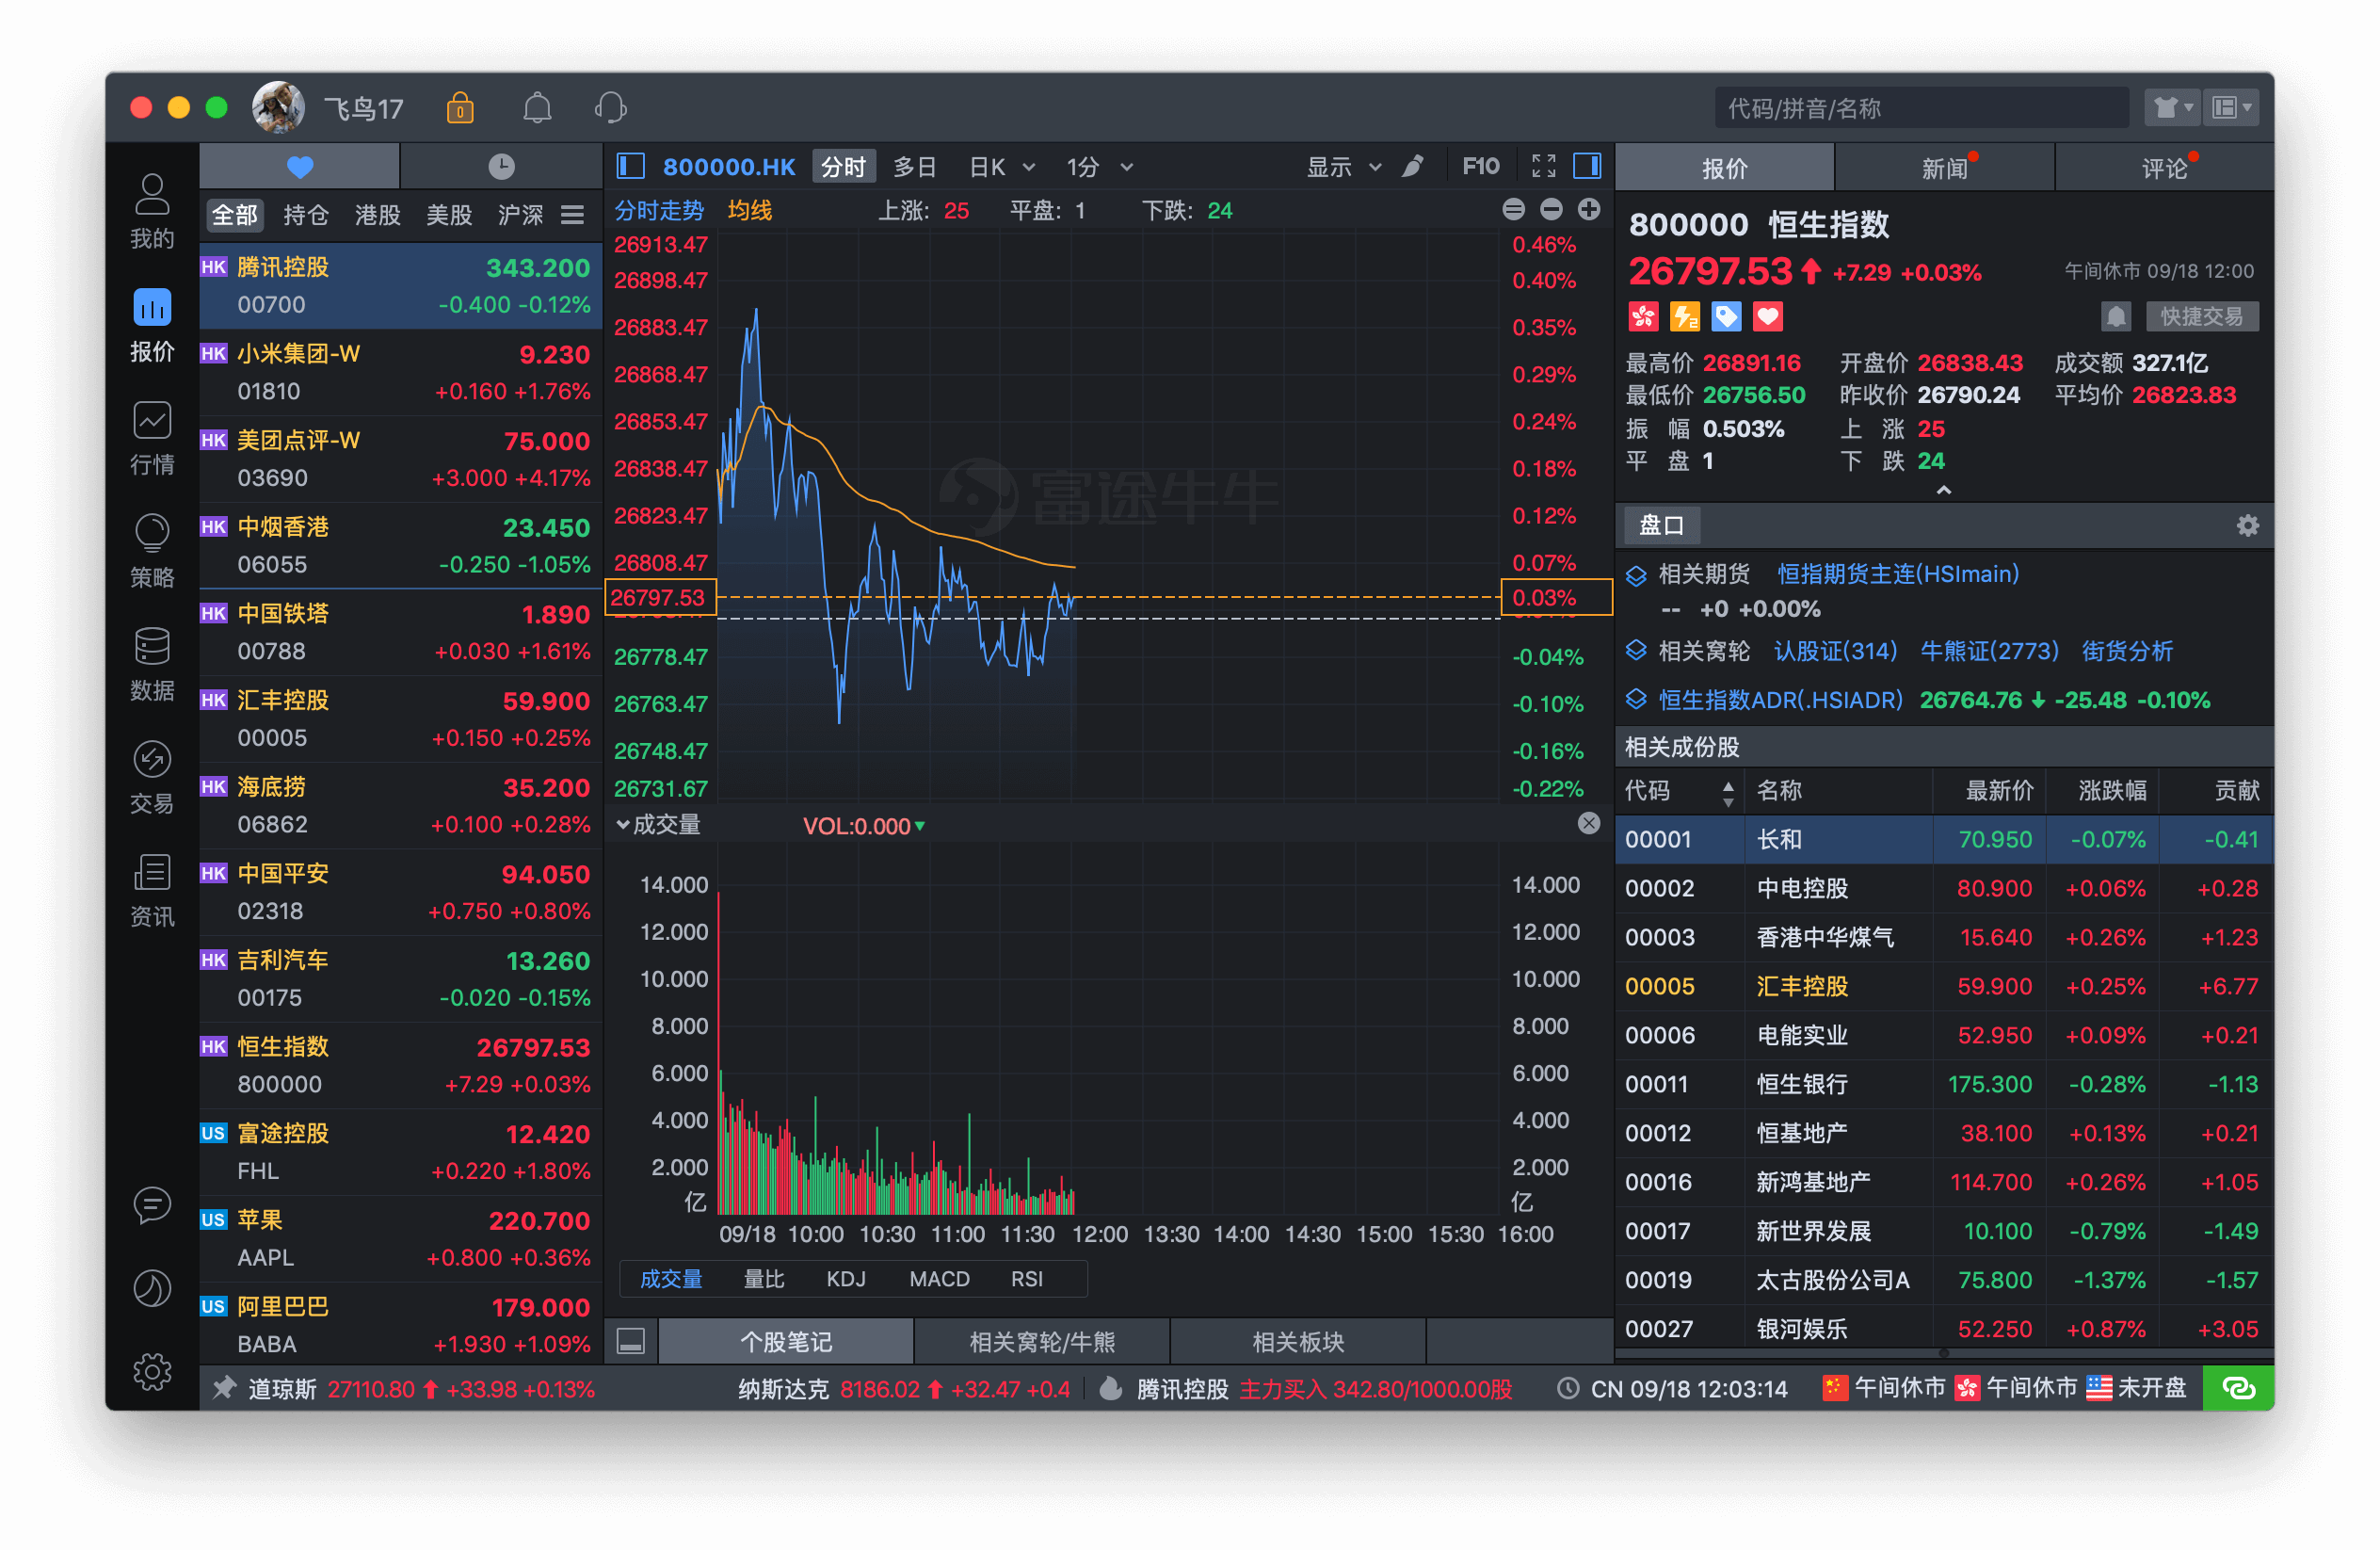 飞鸟17
代码/拼音/名称
我的
报价
行情
策略
数据
交易
资讯
全部 持仓 港股 美股 沪深
HK 腾讯控股 343.200
00700 -0.400 -0.12%
HK 小米集团-W 9.230
01810 +0.160 +1.76%
HK 美团点评-W 75.000
03690 +3.000 +4.17%
HK 中烟香港 23.450
06055 -0.250 -1.05%
HK 中国铁塔 1.890
00788 +0.030 +1.61%
HK 汇丰控股 59.900
00005 +0.150 +0.25%
HK 海底捞 35.200
06862 +0.100 +0.28%
HK 中国平安 94.050
02318 +0.750 +0.80%
HK 吉利汽车 13.260
00175 -0.020 -0.15%
HK 恒生指数 26797.53
800000 +7.29 +0.03%
US 富途控股 12.420
FHL +0.220 +1.80%
US 苹果 220.700
AAPL +0.800 +0.36%
US 阿里巴巴 179.000
BABA +1.930 +1.09%
800000.HK 分时 多日 日K 1分 显示 F10
分时走势 均线 上涨: 25 平盘: 1 下跌: 24
26913.47 0.46%
26898.47 0.40%
26883.47 0.35%
26868.47 0.29%
26853.47 0.24%
26838.47 0.18%
富途牛牛
26823.47 0.12%
26808.47 0.07%
26797.53 0.03%
26778.47 -0.04%
26763.47 -0.10%
26748.47 -0.16%
26731.67 -0.22%
成交量 VOL:0.000
14.000 14.000
12.000 12.000
10.000 10.000
8.000 8.000
6.000 6.000
4.000 4.000
2.000 2.000
亿 亿
09/18 10:00 10:30 11:00 11:30 12:00 13:30 14:00 14:30 15:00 15:30 16:00
成交量 量比 KDJ MACD RSI
个股笔记 相关窝轮/牛熊 相关板块
报价 新闻 评论
800000 恒生指数
26797.53 +7.29 +0.03% 午间休市 09/18 12:00
2 快捷交易
最高价 26891.16 开盘价 26838.43 成交额 327.1亿
最低价 26756.50 昨收价 26790.24 平均价 26823.83
振 幅 0.503% 上 涨 25
平 盘 1 下 跌 24
盘口
相关期货 恒指期货主连(HSImain)
-- +0 +0.00%
相关窝轮 认股证(314) 牛熊证(2773) 街货分析
恒生指数ADR(.HSIADR) 26764.76 -25.48 -0.10%
相关成份股
代码 名称 最新价 涨跌幅 贡献
00001 长和 70.950 -0.07% -0.41
00002 中电控股 80.900 +0.06% +0.28
00003 香港中华煤气 15.640 +0.26% +1.23
00005 汇丰控股 59.900 +0.25% +6.77
00006 电能实业 52.950 +0.09% +0.21
00011 恒生银行 175.300 -0.28% -1.13
00012 恒基地产 38.100 +0.13% +0.21
00016 新鸿基地产 114.700 +0.26% +1.05
00017 新世界发展 10.100 -0.79% -1.49
00019 太古股份公司A 75.800 -1.37% -1.57
00027 银河娱乐 52.250 +0.87% +3.05
道琼斯 27110.80 +33.98 +0.13% 纳斯达克 8186.02 +32.47 +0.4 腾讯控股 主力买入 342.80/1000.00股 CN 09/18 12:03:14 午间休市 午间休市 未开盘